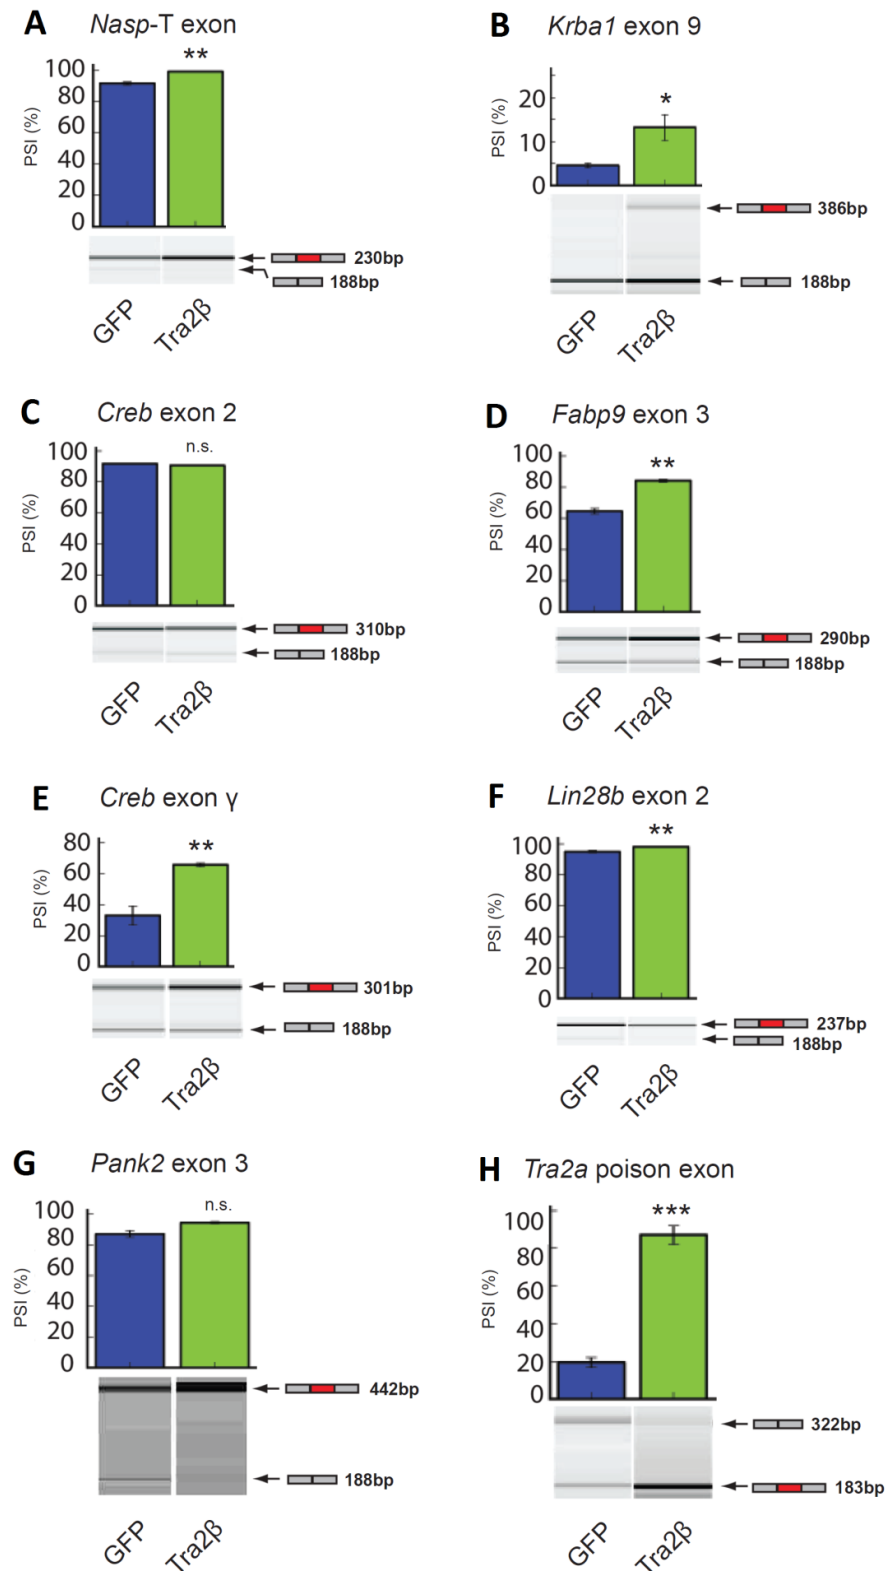 A
Nasp-T exon
**
100
80
60
40
20
0
PSI (%)
230bp
188bp
GFP
Tra2β
B
Krba1 exon 9
*
20
10
0
PSI (%)
386bp
188bp
GFP
Tra2β
C
Creb exon 2
n.s.
100
80
60
40
20
0
PSI (%)
310bp
188bp
GFP
Tra2β
D
Fabp9 exon 3
**
100
80
60
40
20
0
PSI (%)
290bp
188bp
GFP
Tra2β
E
Creb exon γ
**
80
60
40
20
0
PSI (%)
301bp
188bp
GFP
Tra2β
F
Lin28b exon 2
**
100
80
60
40
20
0
PSI (%)
237bp
188bp
GFP
Tra2β
G
Pank2 exon 3
n.s.
100
80
60
40
20
0
PSI (%)
442bp
188bp
GFP
Tra2β
H
Tra2a poison exon
***
100
80
60
40
20
0
PSI (%)
322bp
183bp
GFP
Tra2β